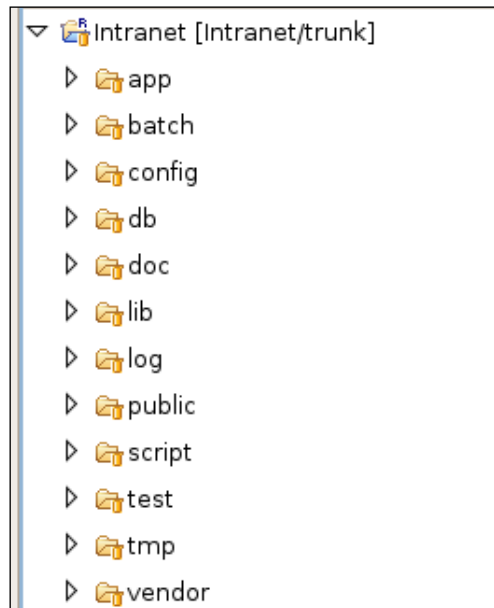 Intranet [Intranet/trunk]
app
batch
config
db
doc
lib
log
public
script
test
tmp
vendor